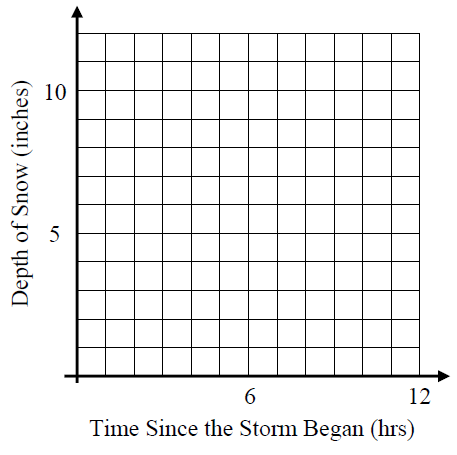 Depth of Snow (inches)
10
5
6
12
Time Since the Storm Began (hrs)